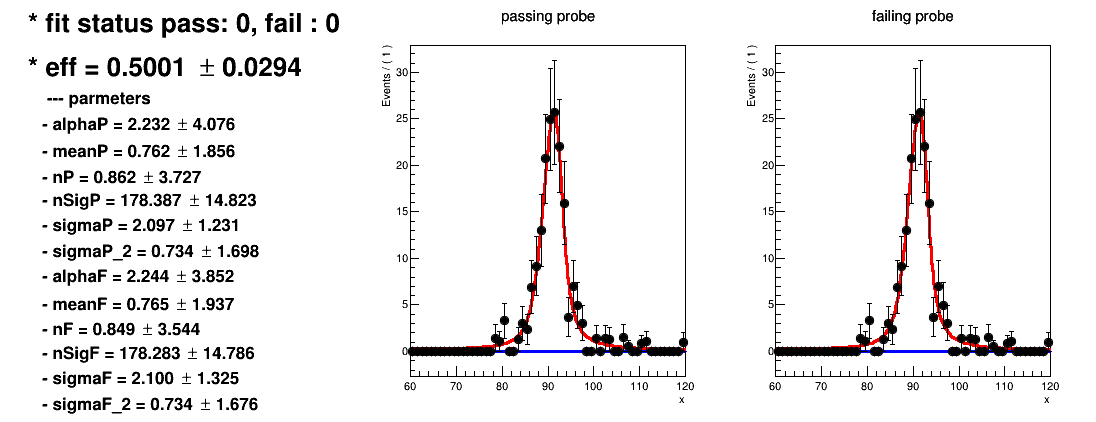 * fit status pass: 0, fail : 0
* eff = 0.5001 ± 0.0294
--- parmeters
- alphaP = 2.232 ± 4.076
- meanP = 0.762 ± 1.856
- nP = 0.862 ± 3.727
- nSigP = 178.387 ± 14.823
- sigmaP = 2.097 ± 1.231
- sigmaP_2 = 0.734 ± 1.698
- alphaF = 2.244 ± 3.852
- meanF = 0.765 ± 1.937
- nF = 0.849 ± 3.544
- nSigF = 178.283 ± 14.786
- sigmaF = 2.100 ± 1.325
- sigmaF_2 = 0.734 ± 1.676
passing probe
Events / ( 1 )
30
25
20
15
10
5
0
60 70 80 90 100 110 120
x
failing probe
Events / ( 1 )
30
25
20
15
10
5
0
60 70 80 90 100 110 120
x